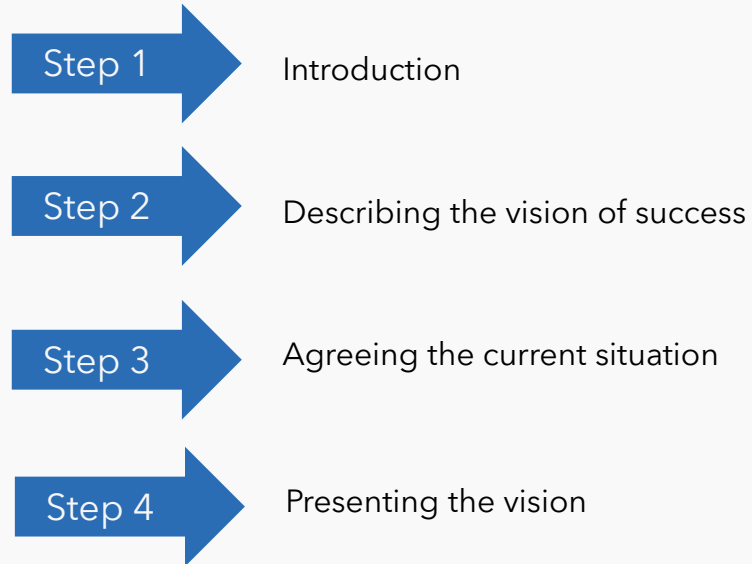 Step 1
Introduction
Step 2
Describing the vision of success
Step 3
Agreeing the current situation
Step 4
Presenting the vision